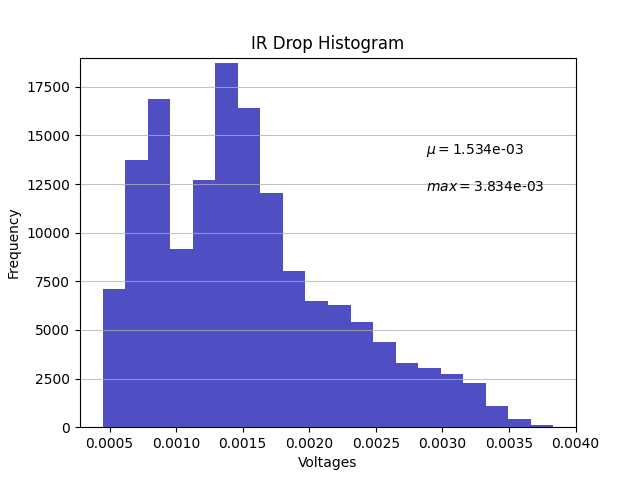 IR Drop Histogram
Frequency
17500
15000
12500
10000
7500
5000
2500
0
μ = 1.534e-03
max = 3.834e-03
0.0005 0.0010 0.0015 0.0020 0.0025 0.0030 0.0035 0.0040
Voltages